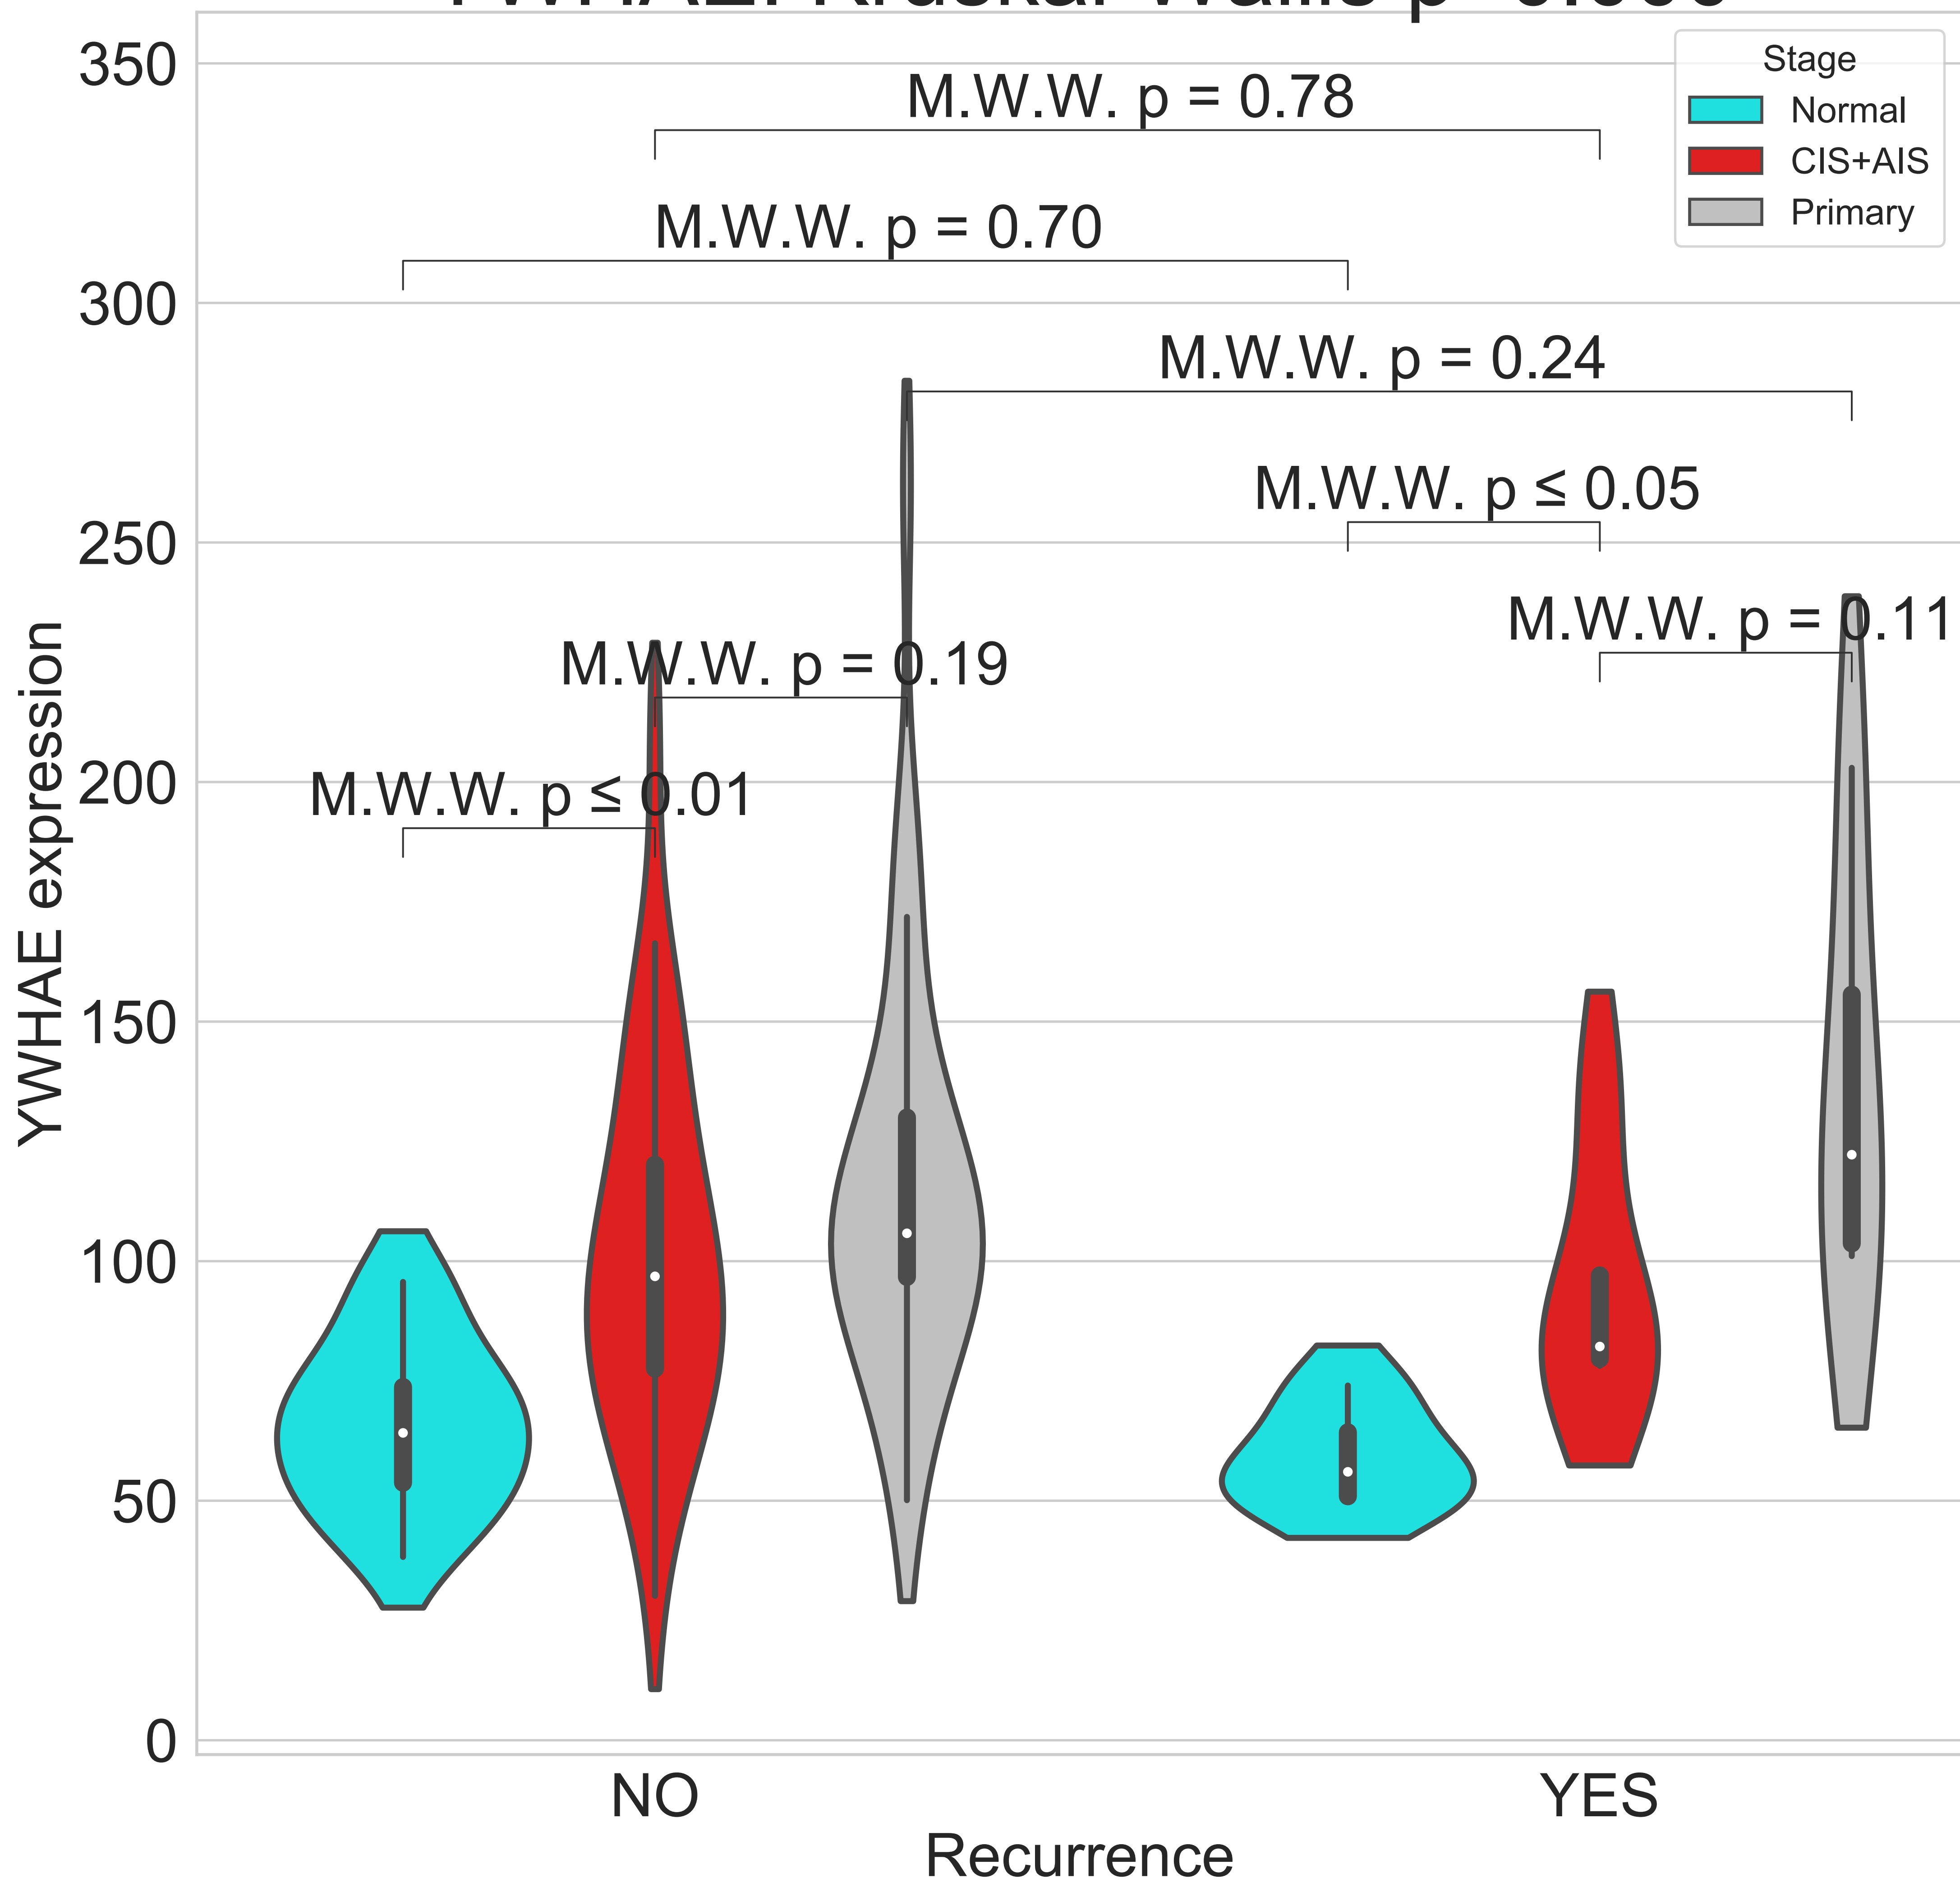 350
M.W.W. p = 0.78
Stage
Normal
CIS+AIS
Primary
M.W.W. p = 0.70
300
M.W.W. p = 0.24
M.W.W. p ≤ 0.05
250
M.W.W. p = 0.11
M.W.W. p = 0.19
200
M.W.W. p ≤ 0.01
YWHAE expression
150
100
50
0
NO YES
Recurrence